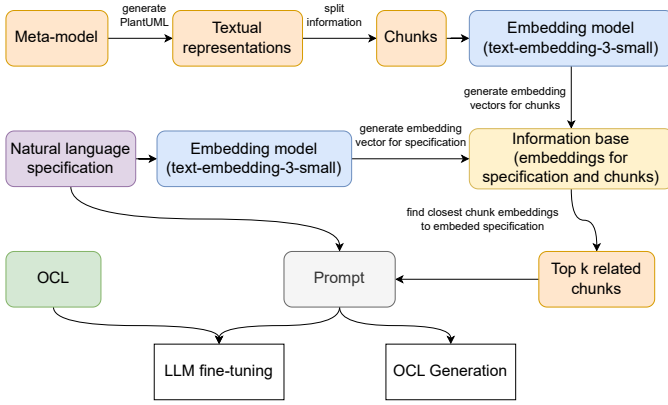 Meta-model
generate
PlantUML
Textual
representations
split
information
Chunks
Embedding model
(text-embedding-3-small)
generate embedding
vectors for chunks
Natural language
specification
Embedding model
(text-embedding-3-small)
generate embedding
vector for specification
Information base
(embeddings for
specification and chunks)
find closest chunk embeddings
to embeded specification
OCL
Prompt
Top k related
chunks
LLM fine-tuning
OCL Generation